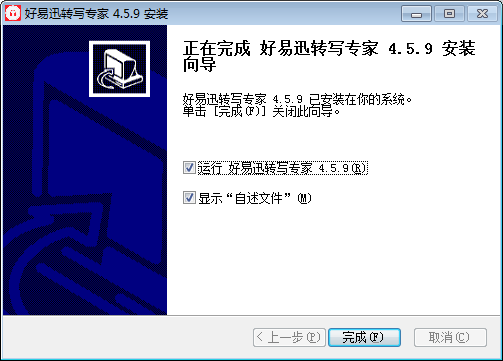 好易迅转写专家 4.5.9 安装
正在完成 好易迅转写专家 4.5.9 安装
向导
好易迅转写专家 4.5.9 已安装在你的系统。
单击 [完成(F)] 关闭此向导。
运行 好易迅转写专家 4.5.9(R)
显示“自述文件”(M)
< 上一步(P)
完成(F)
取消(C)